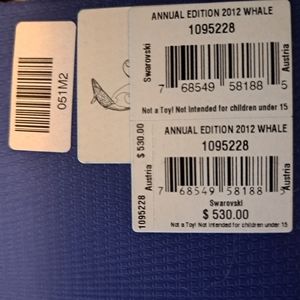 ANNUAL EDITION 2012 WHALE
1095228
Swarovski
Austria
7 68549 58188 5
Not a Toy! Not intended for children under 15
051M2
$ 530.00
1095228
ANNUAL EDITION 2012 WHALE
1095228
Austria
7 68549 58188 5
Swarovski
$ 530.00
Not a Toy! Not intended for children under 15